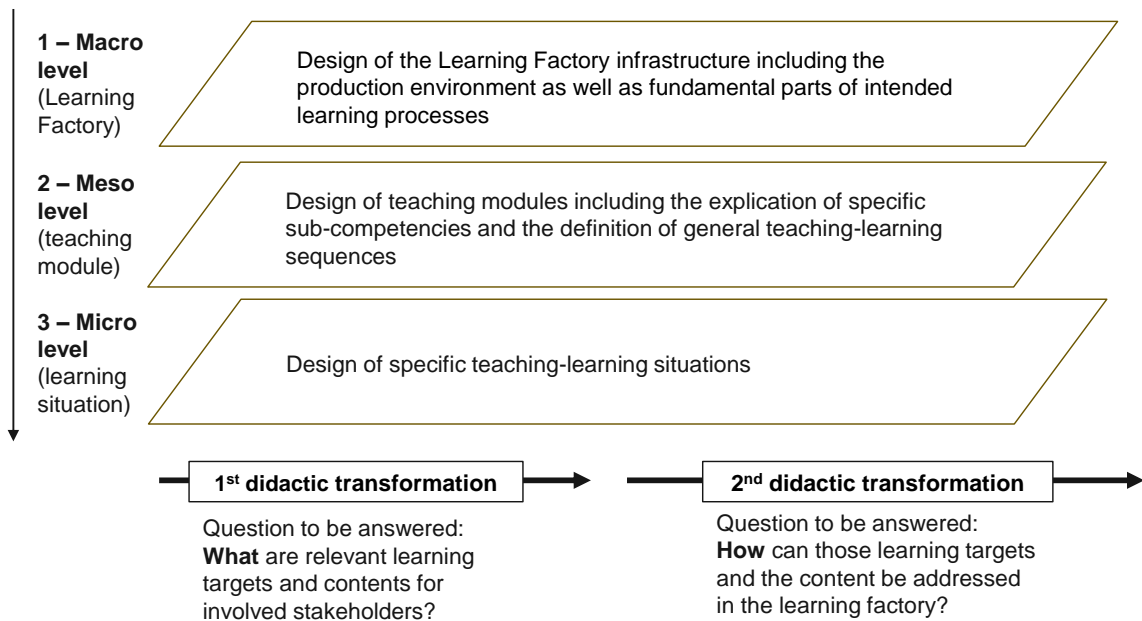 1 – Macro
level
(Learning
Factory)
Design of the Learning Factory infrastructure including the
production environment as well as fundamental parts of intended
learning processes
2 – Meso
level
(teaching
module)
Design of teaching modules including the explication of specific
sub-competencies and the definition of general teaching-learning
sequences
3 – Micro
level
(learning
situation)
Design of specific teaching-learning situations
1st didactic transformation
Question to be answered:
What are relevant learning
targets and contents for
involved stakeholders?
2nd didactic transformation
Question to be answered:
How can those learning targets
and the content be addressed
in the learning factory?